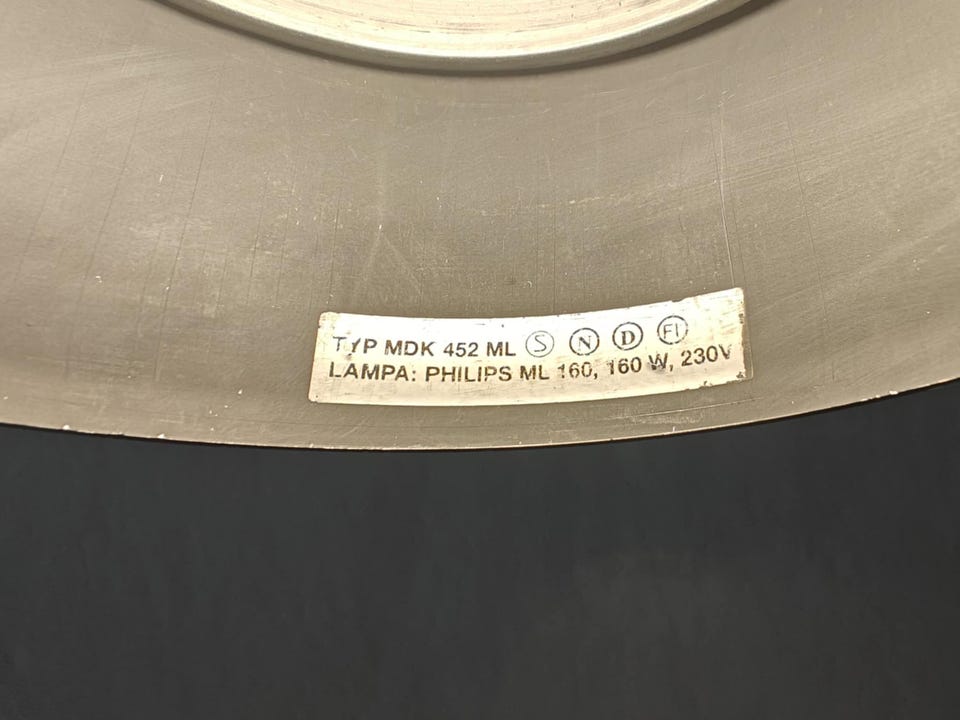 TYP MDK 452 ML S N D FI
LAMPA: PHILIPS ML 160, 160 W, 230V